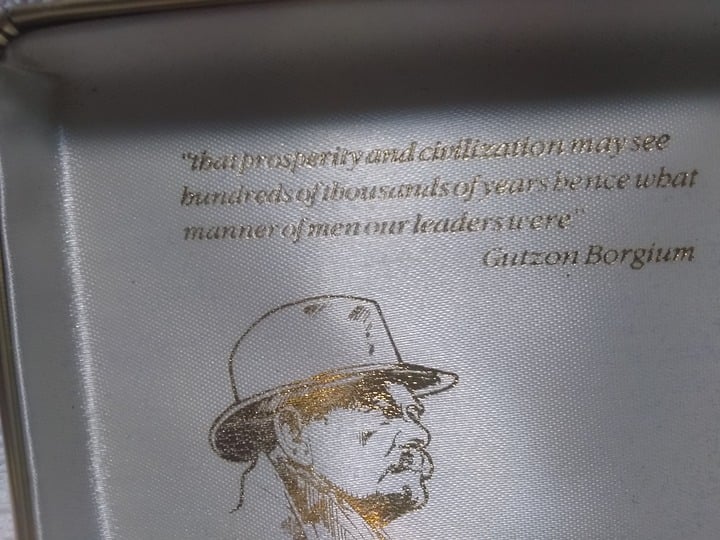 "that prosperity and civilization may see
hundreds of thousands of years hence what
manner of men our leaders were"
Gutzon Borgium